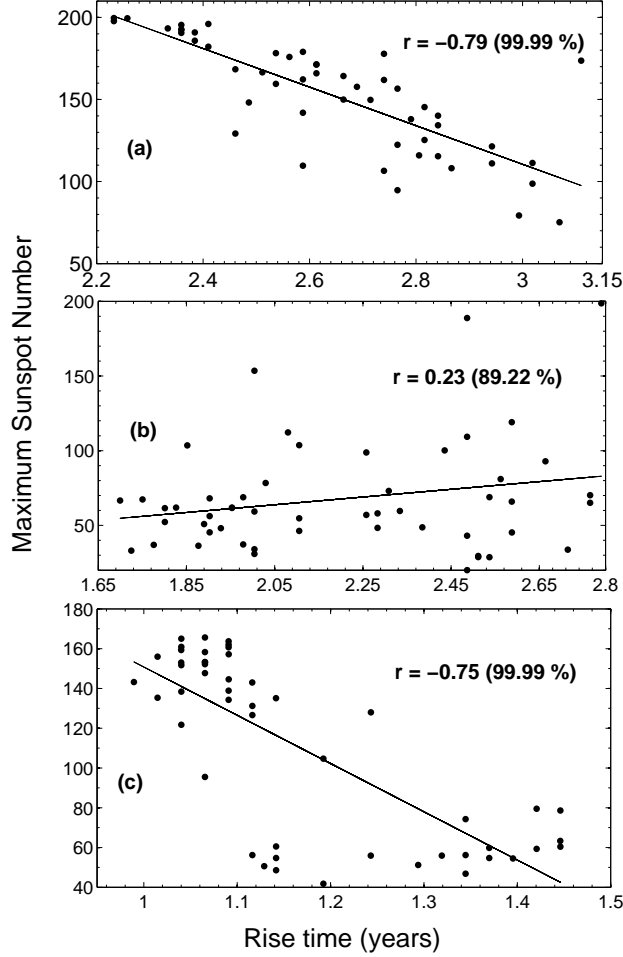 Maximum Sunspot Number
200
150
100
50
r = −0.79 (99.99 %)
(a)
2.2 2.4 2.6 2.8 3 3.15
200
150
100
50
r = 0.23 (89.22 %)
(b)
1.65 1.85 2.05 2.25 2.45 2.65 2.8
180
160
140
120
100
80
60
40
r = −0.75 (99.99 %)
(c)
1 1.1 1.2 1.3 1.4 1.5
Rise time (years)